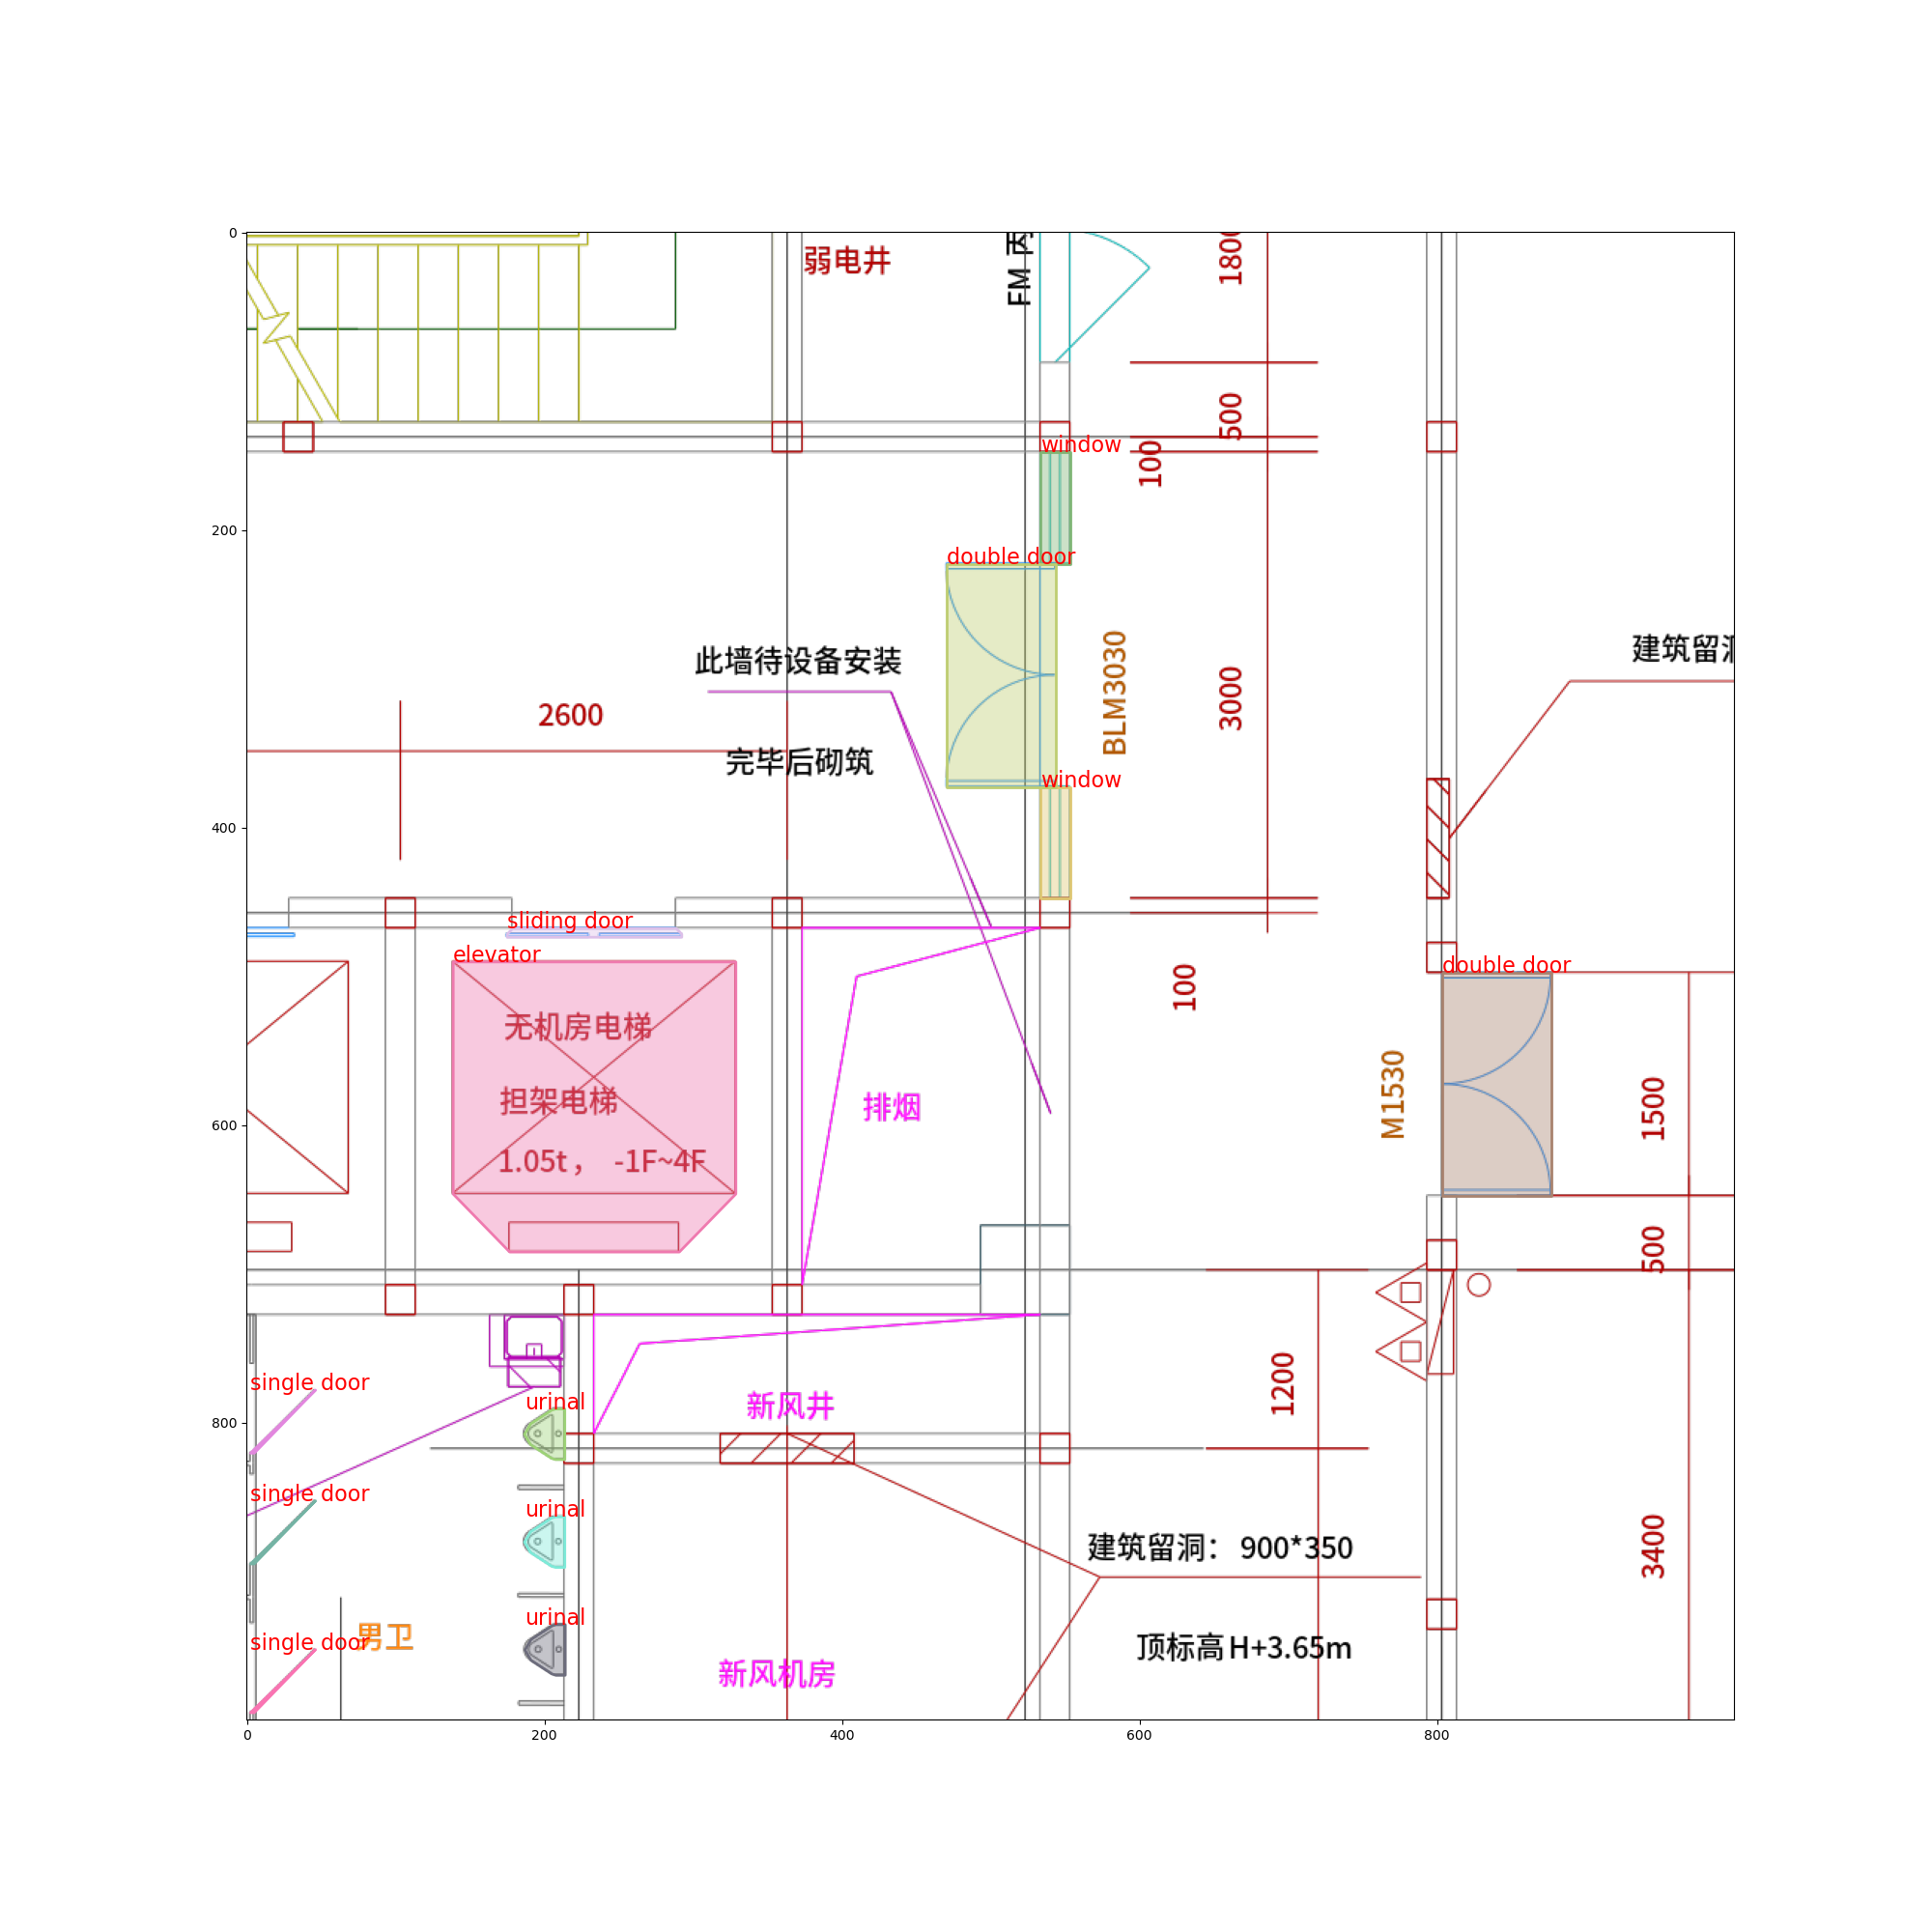 0
弱电井
FM 丙
1800
500
window
100
200
double door
此墙待设备安装
建筑留洞
2600
BLM3030
3000
完毕后砌筑
window
400
sliding door
elevator
double door
无机房电梯
100
担架电梯
排烟
M1530
1500
600
1.05t， -1F~4F
500
single door
urinal
新风井
1200
800
single door
urinal
建筑留洞：900*350
3400
urinal
single door
男卫
顶标高H+3.65m
新风机房
0
200
400
600
800